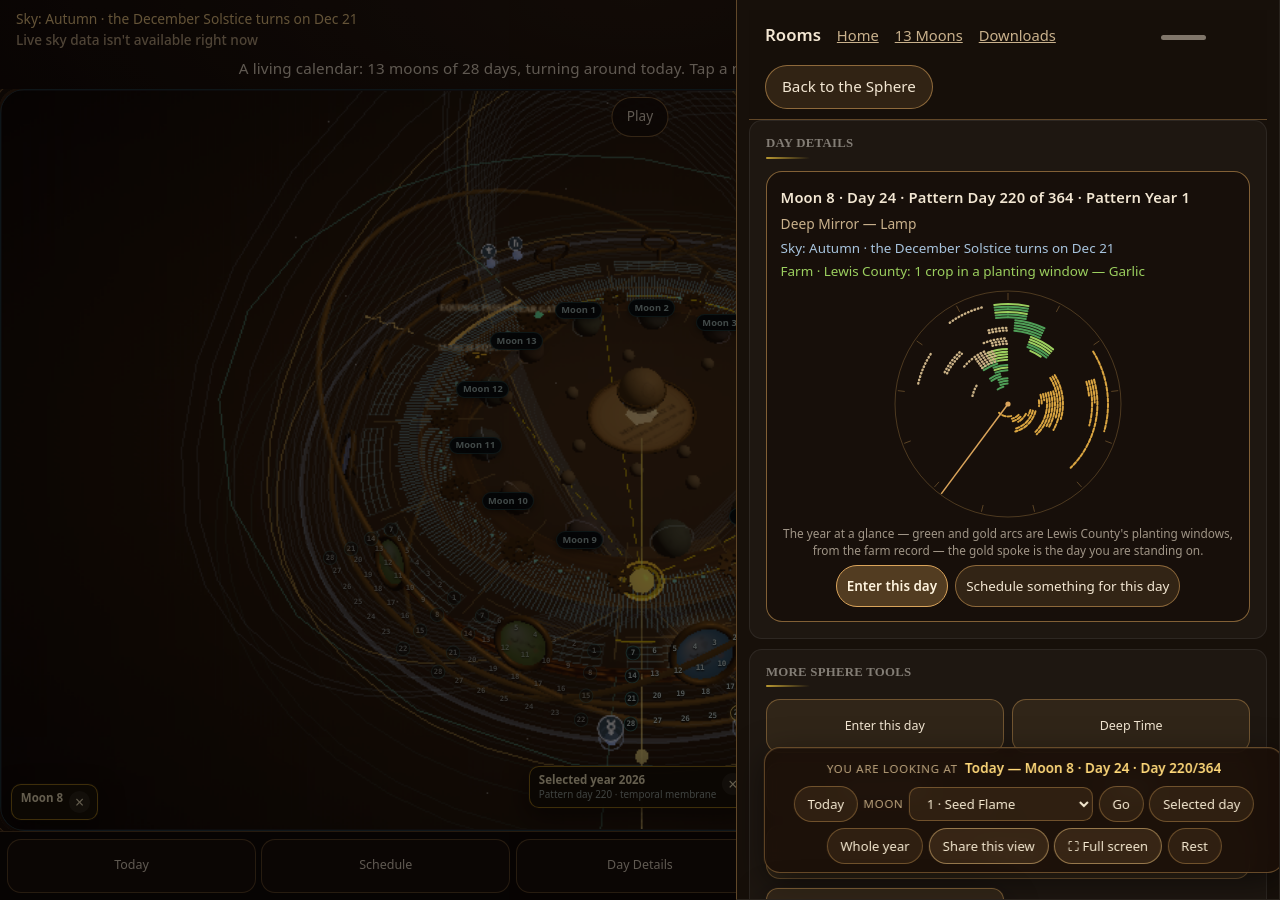 Sky: Autumn · the December Solstice turns on Dec 21
Live sky data isn't available right now
A living calendar: 13 moons of 28 days, turning around today. Tap a
Play
Moon 1
Moon 2
Moon 3
Moon 13
Moon 12
Moon 11
Moon 10
Moon 9
Selected year 2026
Pattern day 220 · temporal membrane
Moon 8
Today
Schedule
Day Details
Rooms Home 13 Moons Downloads
Back to the Sphere
DAY DETAILS
Moon 8 · Day 24 · Pattern Day 220 of 364 · Pattern Year 1
Deep Mirror — Lamp
Sky: Autumn · the December Solstice turns on Dec 21
Farm · Lewis County: 1 crop in a planting window — Garlic
The year at a glance — green and gold arcs are Lewis County's planting windows,
from the farm record — the gold spoke is the day you are standing on.
Enter this day Schedule something for this day
MORE SPHERE TOOLS
Enter this day Deep Time
YOU ARE LOOKING AT Today — Moon 8 · Day 24 · Day 220/364
Today MOON 1 · Seed Flame Go Selected day
Whole year Share this view ⛶ Full screen Rest